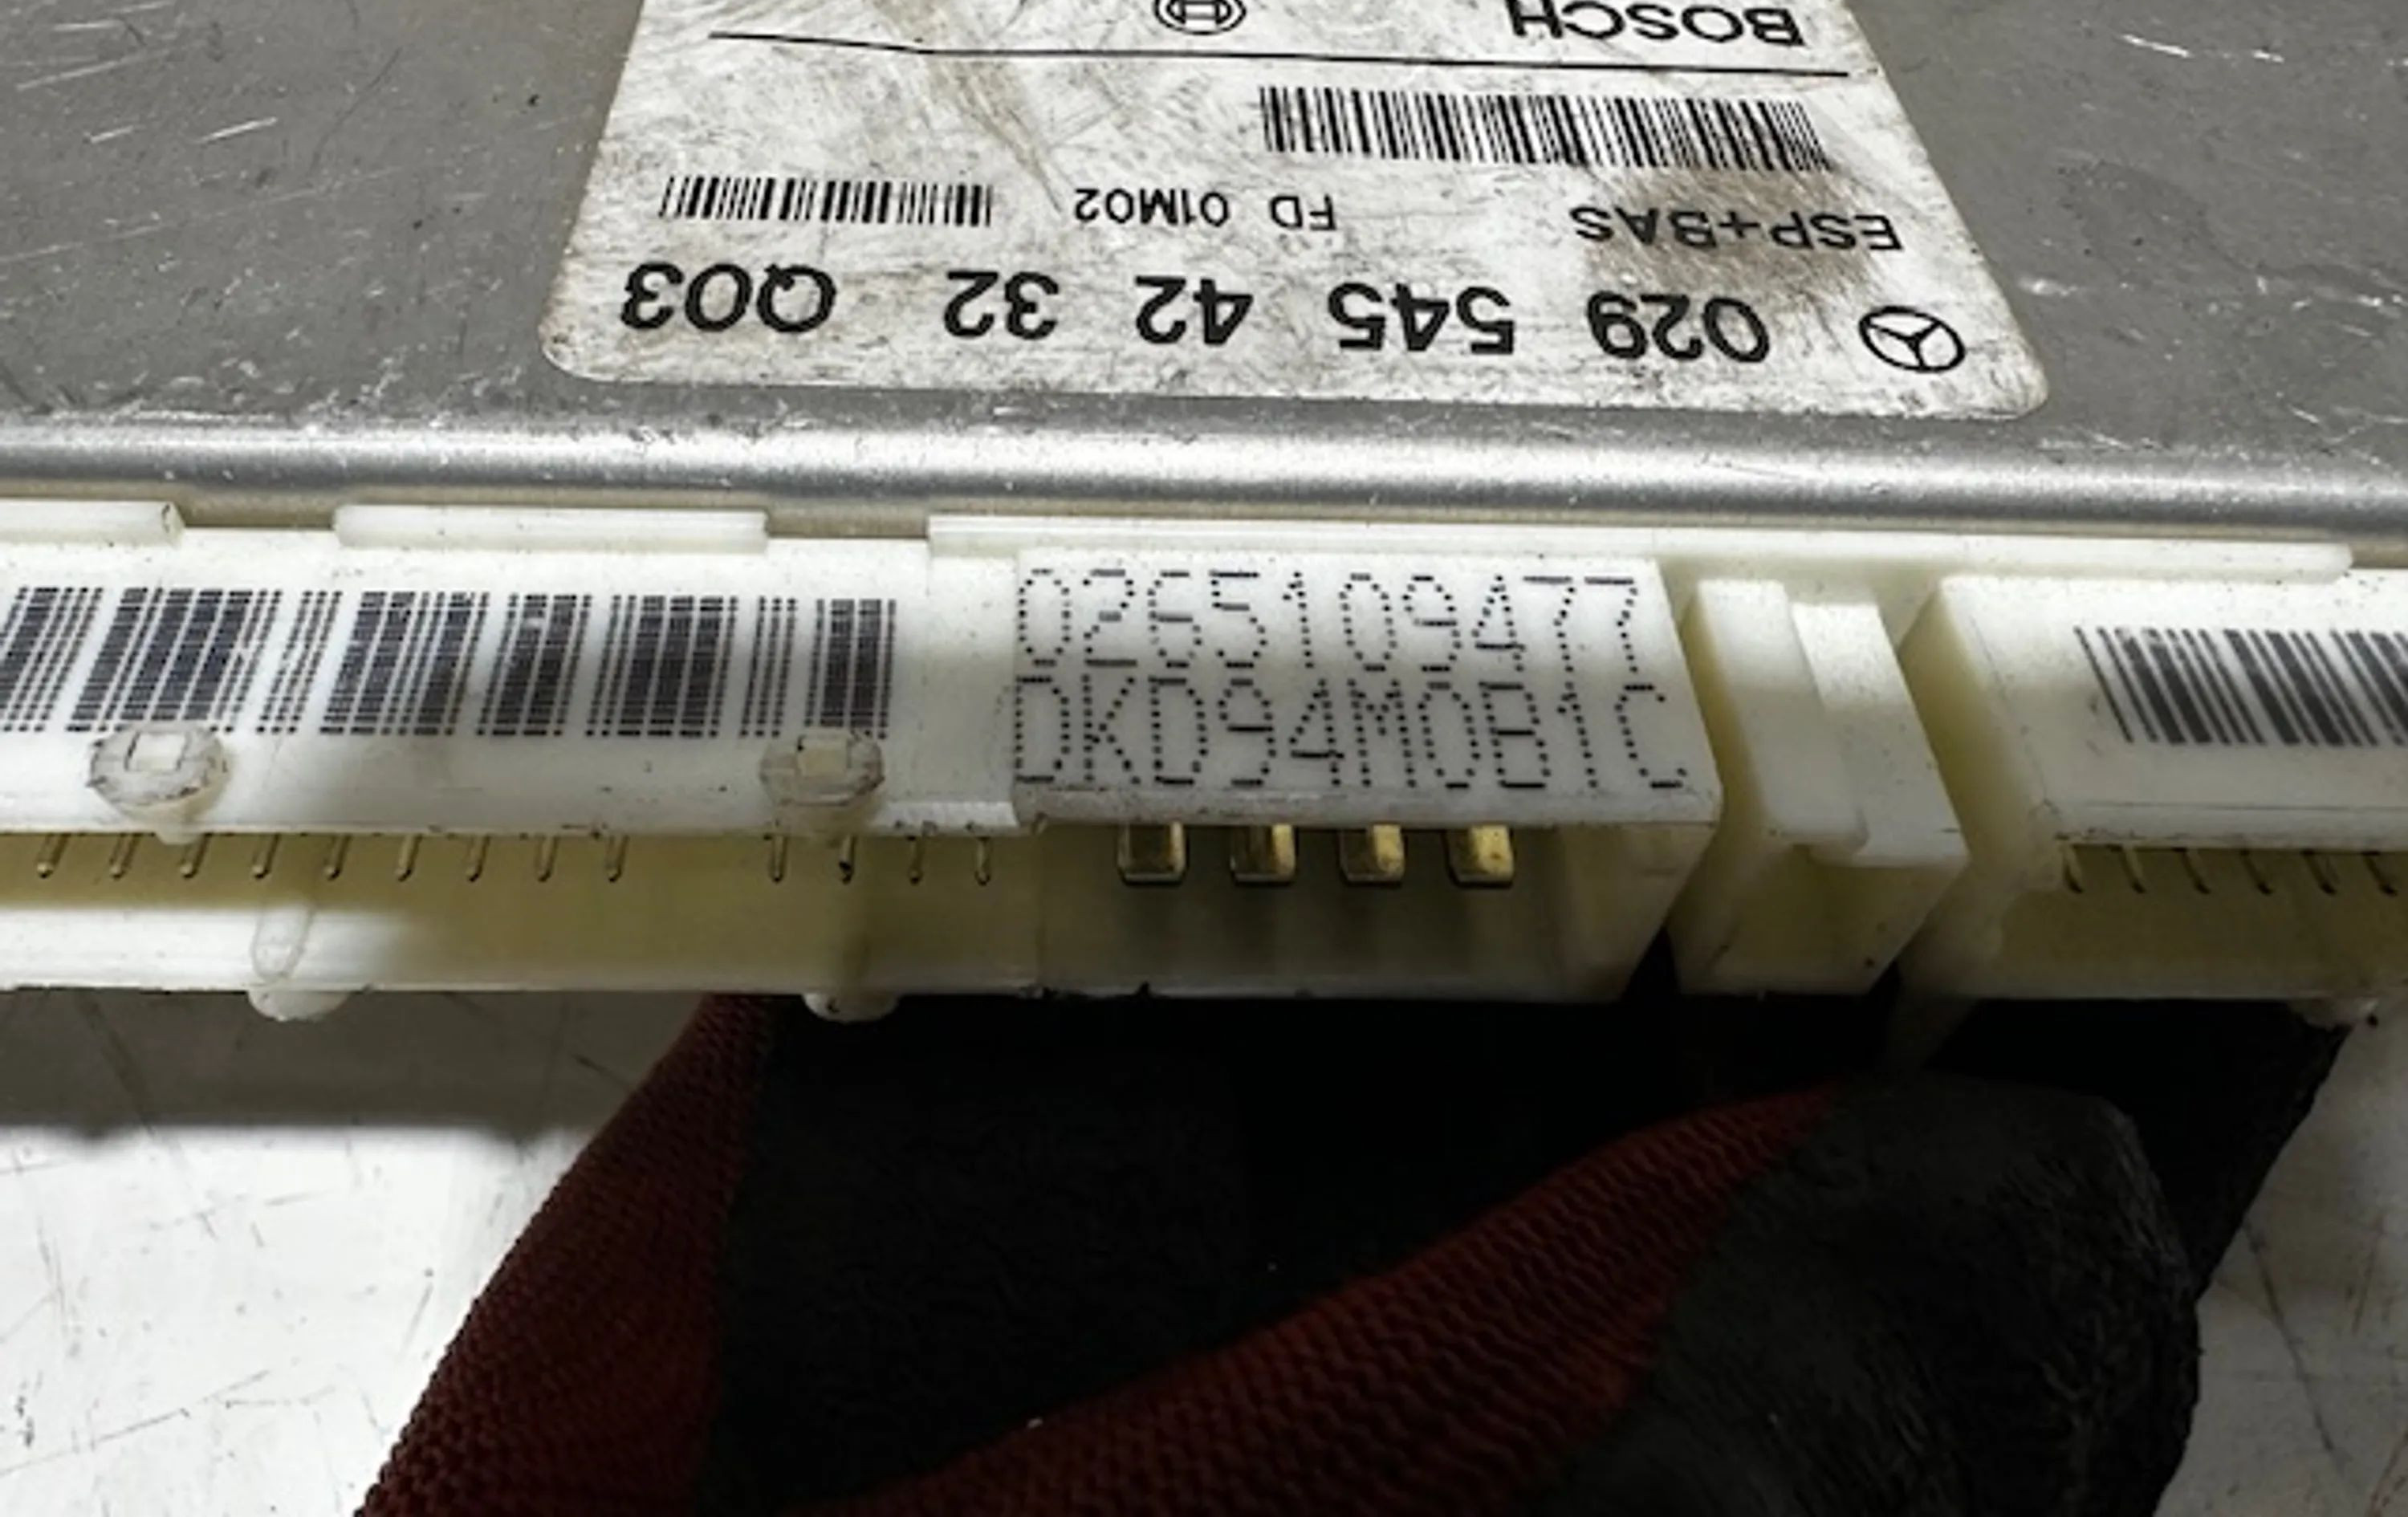 029 545 42 32 Q03
ESP+BAS FD 01M02
BOSCH
0265109477
DKD94M0B1C